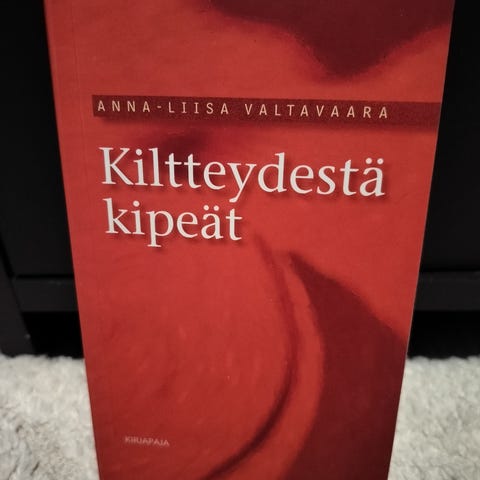 ANNA-LIISA VALTAVAARA
Kiltteydestä
kipeät
KIRJAPAJA